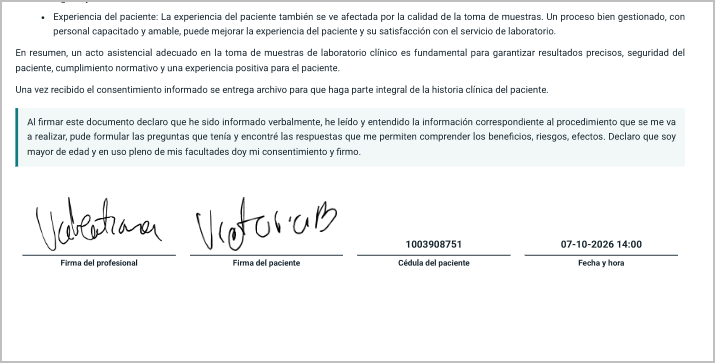 • Experiencia del paciente: La experiencia del paciente también se ve afectada por la calidad de la toma de muestras. Un proceso bien gestionado, con
personal capacitado y amable, puede mejorar la experiencia del paciente y su satisfacción con el servicio de laboratorio.
En resumen, un acto asistencial adecuado en la toma de muestras de laboratorio clínico es fundamental para garantizar resultados precisos, seguridad del
paciente, cumplimiento normativo y una experiencia positiva para el paciente.
Una vez recibido el consentimiento informado se entrega archivo para que haga parte integral de la historia clínica del paciente.
Al firmar este documento declaro que he sido informado verbalmente, he leído y entendido la información correspondiente al procedimiento que se me va
a realizar, pude formular las preguntas que tenía y encontré las respuestas que me permiten comprender los beneficios, riesgos, efectos. Declaro que soy
mayor de edad y en uso pleno de mis facultades doy mi consentimiento y firmo.
Victoria B
1003908751
07-10-2026 14:00
Firma del profesional
Firma del paciente
Cédula del paciente
Fecha y hora